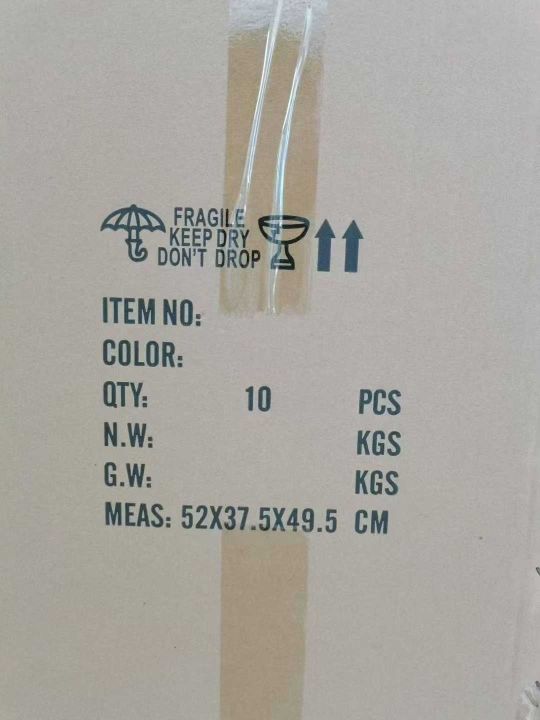 FRAGILE
KEEP DRY
DON'T DROP
ITEM NO:
COLOR:
QTY: 10 PCS
N.W: KGS
G.W: KGS
MEAS: 52X37.5X49.5 CM